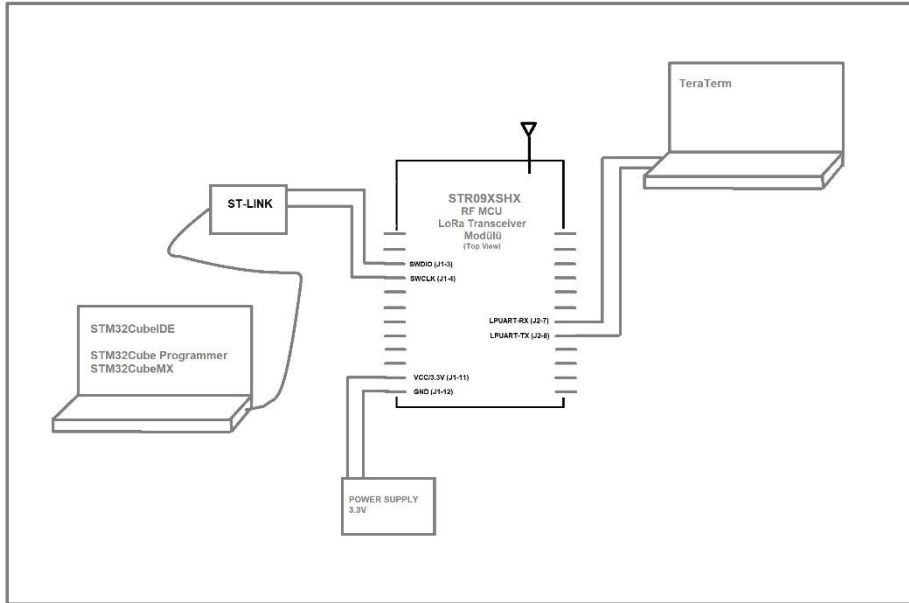 TeraTerm
STR09XSHX
RF MCU
LoRa Transceiver
Modülü
(Top View)
ST-LINK
SWDIO (J1-3)
SWCLK (J1-4)
STM32CubeIDE
STM32Cube Programmer
STM32CubeMX
LPUART-RX (J2-7)
LPUART-TX (J2-8)
VCC/3.3V (J1-11)
GND (J1-12)
POWER SUPPLY
3.3V